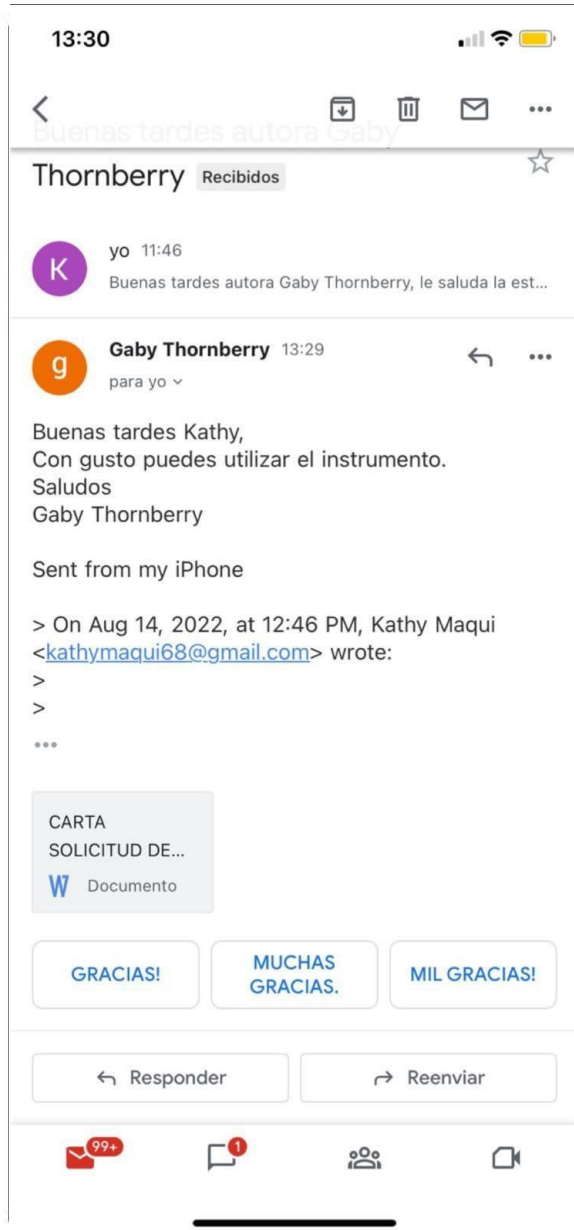 13:30
Buenas tardes autora Gaby
Thornberry Recibidos
K
yo 11:46
Buenas tardes autora Gaby Thornberry, le saluda la est...
g
Gaby Thornberry 13:29
para yo
Buenas tardes Kathy,
Con gusto puedes utilizar el instrumento.
Saludos
Gaby Thornberry
Sent from my iPhone
> On Aug 14, 2022, at 12:46 PM, Kathy Maqui
<kathymaqui68@gmail.com> wrote:
>
>
CARTA
SOLICITUD DE...
W Documento
GRACIAS!
MUCHAS
GRACIAS.
MIL GRACIAS!
Responder
Reenviar
99+
1